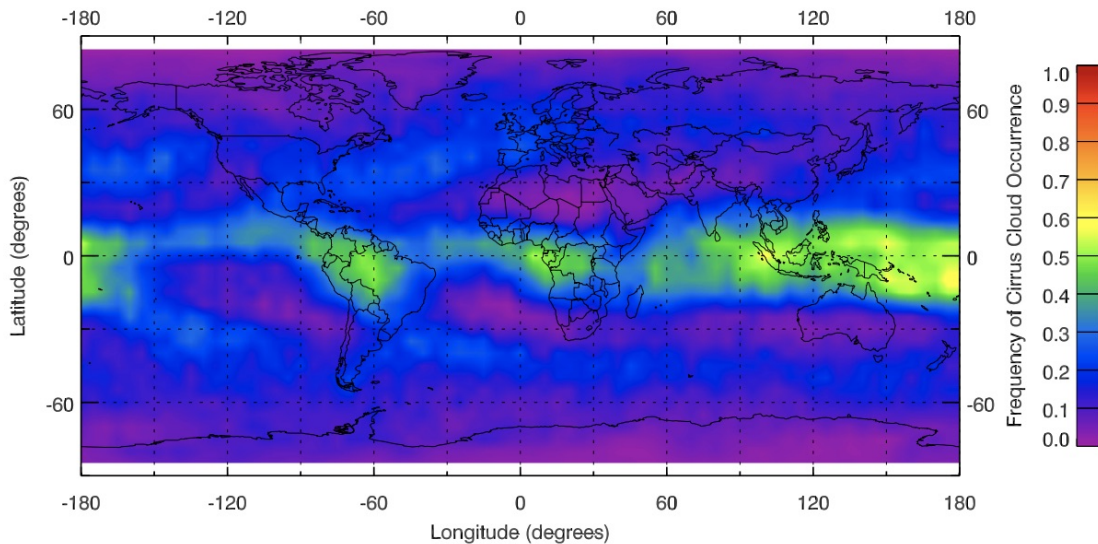 -180 -120 -60 0 60 120 180
60 60
0 0
-60 -60
Latitude (degrees)
-180 -120 -60 0 60 120 180
Longitude (degrees)
Frequency of Cirrus Cloud Occurrence
1.0
0.9
0.8
0.7
0.6
0.5
0.4
0.3
0.2
0.1
0.0